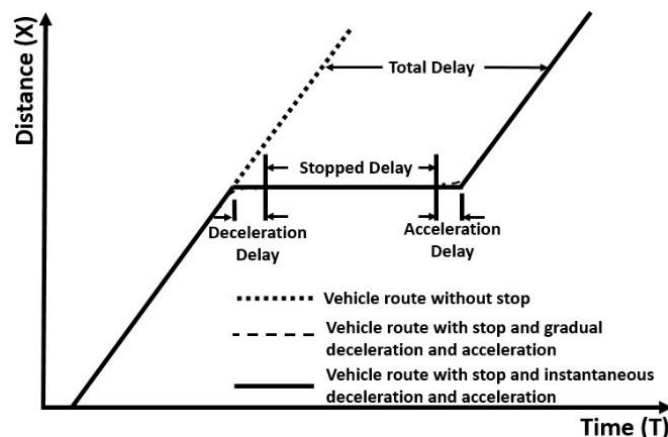 Distance (X)
Total Delay
Stopped Delay
Deceleration
Delay
Acceleration
Delay
Vehicle route without stop
Vehicle route with stop and gradual
deceleration and acceleration
Vehicle route with stop and instantaneous
deceleration and acceleration
Time (T)